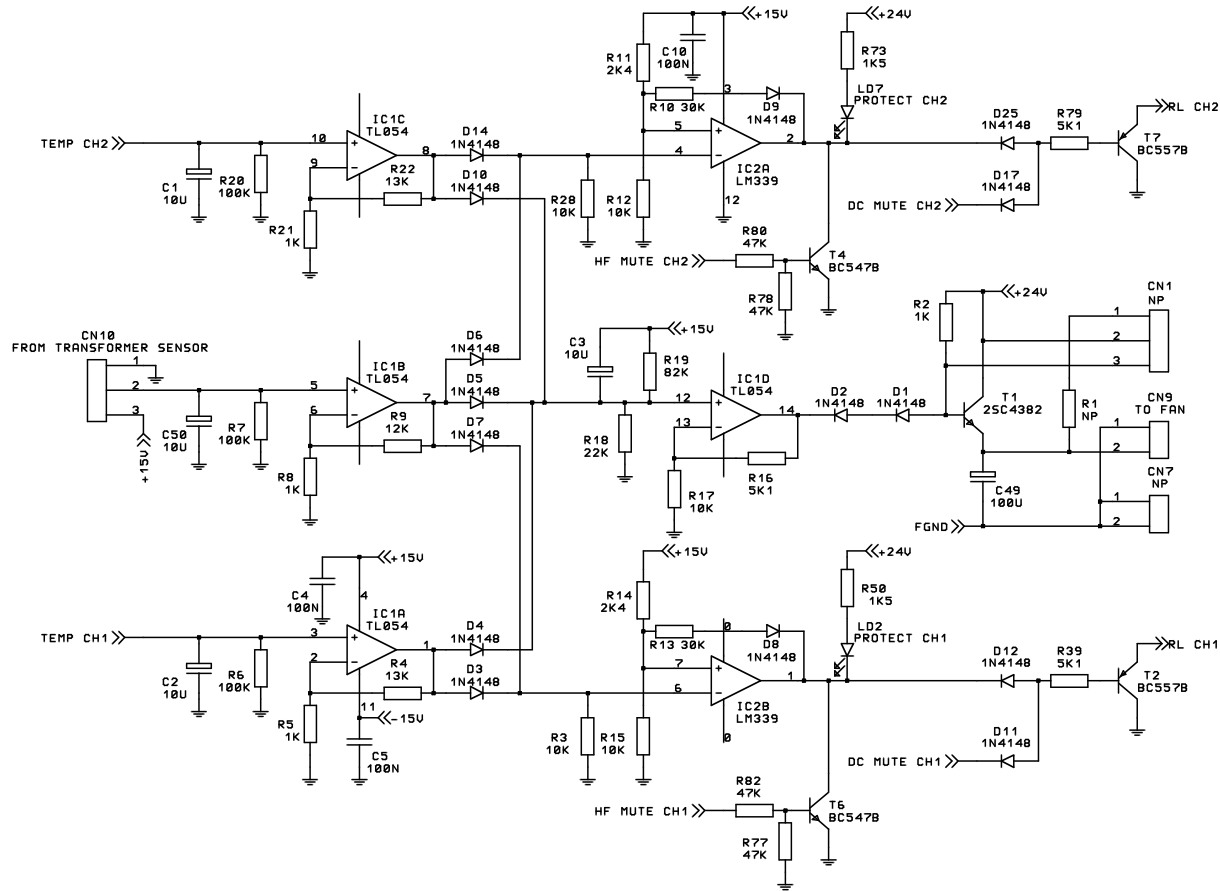 +15V
+24V
R11
2K4
C10
100N
R73
1K5
LD7
PROTECT CH2
R10 30K
3
D9
1N4148
RL CH2
IC1C
TL054
TEMP CH2
10
9
8
D14
1N4148
R22
13K
D10
1N4148
5
4
2
IC2A
LM339
12
D25
1N4148
R79
5K1
T7
BC557B
D17
1N4148
DC MUTE CH2
C1
10U
R20
100K
R21
1K
R28
10K
R12
10K
R80
47K
HF MUTE CH2
T4
BC547B
R78
47K
+24V
R2
1K
CN1
NP
1
2
3
CN10
FROM TRANSFORMER SENSOR
1
2
3
+15V
C50
10U
R7
100K
IC1B
TL054
5
6
7
R9
12K
R8
1K
D6
1N4148
D5
1N4148
D7
1N4148
C3
10U
+15V
R19
82K
R18
22K
IC1D
TL054
12
13
14
R16
5K1
R17
10K
D2
1N4148
D1
1N4148
T1
2SC4382
R1
NP
CN9
TO FAN
1
2
CN7
NP
1
2
C49
100U
FGND
+15V
C4
100N
4
IC1A
TL054
TEMP CH1
3
2
1
11
-15V
C5
100N
C2
10U
R6
100K
R5
1K
R4
13K
D4
1N4148
D3
1N4148
+15V
R14
2K4
R13 30K
0
D8
1N4148
+24V
R50
1K5
LD2
PROTECT CH1
7
6
1
IC2B
LM339
0
R3
10K
R15
10K
D12
1N4148
R39
5K1
RL CH1
T2
BC557B
D11
1N4148
DC MUTE CH1
R82
47K
HF MUTE CH1
T6
BC547B
R77
47K